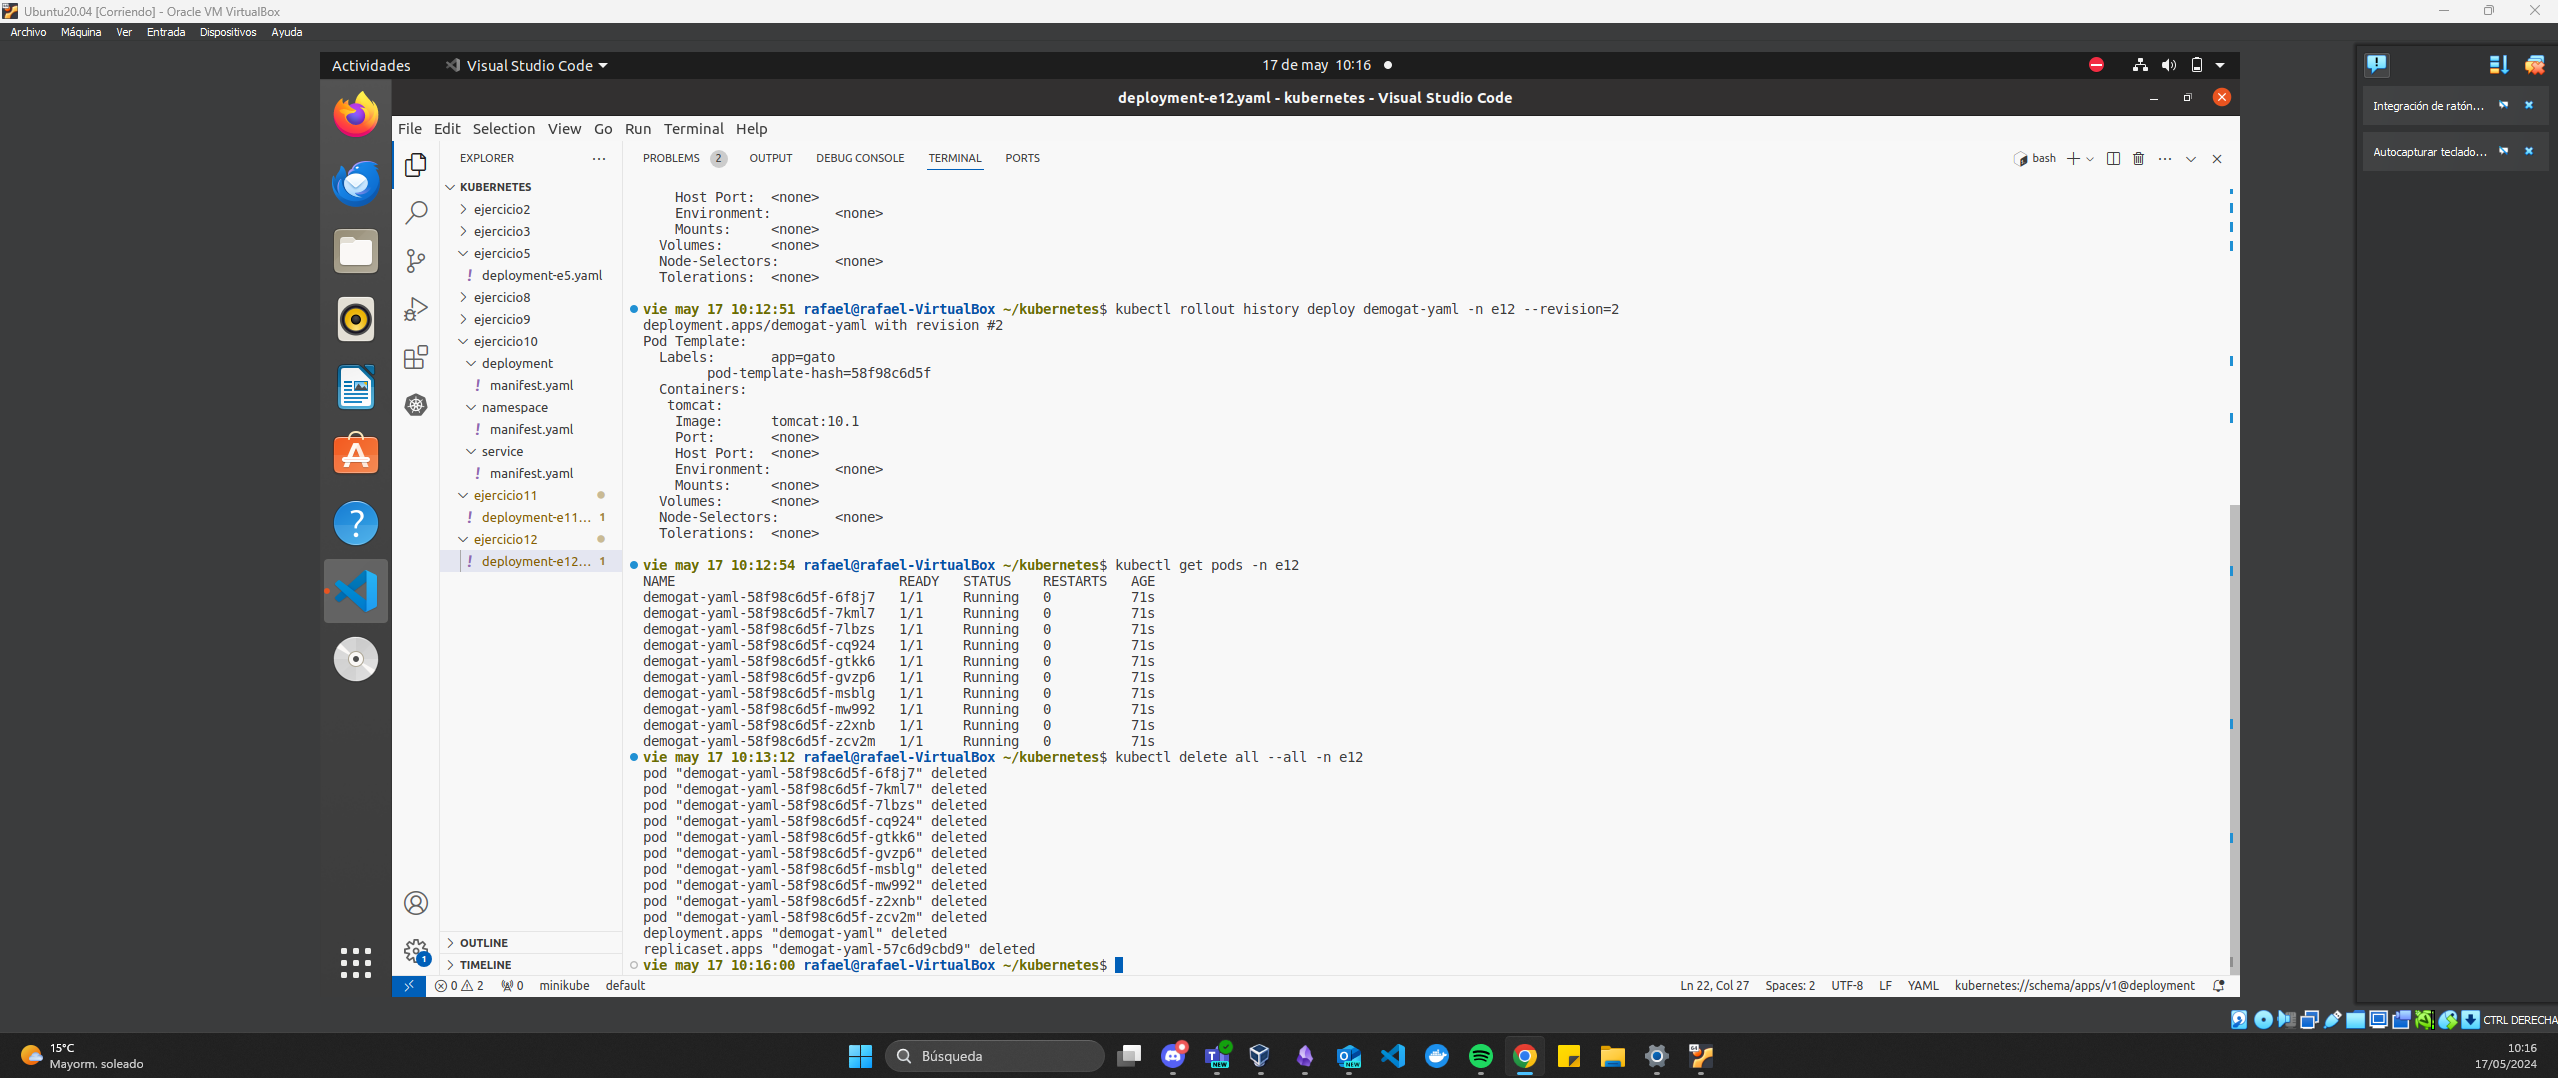 Ubuntu20.04 [Corriendo] - Oracle VM VirtualBox
Archivo Máquina Ver Entrada Dispositivos Ayuda
Actividades Visual Studio Code 17 de may 10:16
deployment-e12.yaml - kubernetes - Visual Studio Code
File Edit Selection View Go Run Terminal Help
EXPLORER
KUBERNETES
ejercicio2
ejercicio3
ejercicio5
deployment-e5.yaml
ejercicio8
ejercicio9
ejercicio10
deployment
manifest.yaml
namespace
manifest.yaml
service
manifest.yaml
ejercicio11
deployment-e11... 1
ejercicio12
deployment-e12... 1
OUTLINE
TIMELINE
PROBLEMS 2 OUTPUT DEBUG CONSOLE TERMINAL PORTS bash
Host Port: <none>
Environment: <none>
Mounts: <none>
Volumes: <none>
Node-Selectors: <none>
Tolerations: <none>
vie may 17 10:12:51 rafael@rafael-VirtualBox ~/kubernetes$ kubectl rollout history deploy demogat-yaml -n e12 --revision=2
deployment.apps/demogat-yaml with revision #2
Pod Template:
Labels: app=gato
pod-template-hash=58f98c6d5f
Containers:
tomcat:
Image: tomcat:10.1
Port: <none>
Host Port: <none>
Environment: <none>
Mounts: <none>
Volumes: <none>
Node-Selectors: <none>
Tolerations: <none>
vie may 17 10:12:54 rafael@rafael-VirtualBox ~/kubernetes$ kubectl get pods -n e12
NAME READY STATUS RESTARTS AGE
demogat-yaml-58f98c6d5f-6f8j7 1/1 Running 0 71s
demogat-yaml-58f98c6d5f-7kml7 1/1 Running 0 71s
demogat-yaml-58f98c6d5f-7lbzs 1/1 Running 0 71s
demogat-yaml-58f98c6d5f-cq924 1/1 Running 0 71s
demogat-yaml-58f98c6d5f-gtkk6 1/1 Running 0 71s
demogat-yaml-58f98c6d5f-gvzp6 1/1 Running 0 71s
demogat-yaml-58f98c6d5f-msblg 1/1 Running 0 71s
demogat-yaml-58f98c6d5f-mw992 1/1 Running 0 71s
demogat-yaml-58f98c6d5f-z2xnb 1/1 Running 0 71s
demogat-yaml-58f98c6d5f-zcv2m 1/1 Running 0 71s
vie may 17 10:13:12 rafael@rafael-VirtualBox ~/kubernetes$ kubectl delete all --all -n e12
pod "demogat-yaml-58f98c6d5f-6f8j7" deleted
pod "demogat-yaml-58f98c6d5f-7kml7" deleted
pod "demogat-yaml-58f98c6d5f-7lbzs" deleted
pod "demogat-yaml-58f98c6d5f-cq924" deleted
pod "demogat-yaml-58f98c6d5f-gtkk6" deleted
pod "demogat-yaml-58f98c6d5f-gvzp6" deleted
pod "demogat-yaml-58f98c6d5f-msblg" deleted
pod "demogat-yaml-58f98c6d5f-mw992" deleted
pod "demogat-yaml-58f98c6d5f-z2xnb" deleted
pod "demogat-yaml-58f98c6d5f-zcv2m" deleted
deployment.apps "demogat-yaml" deleted
replicaset.apps "demogat-yaml-57c6d9cbd9" deleted
vie may 17 10:16:00 rafael@rafael-VirtualBox ~/kubernetes$
1
0 2 0 minikube default Ln 22, Col 27 Spaces: 2 UTF-8 LF YAML kubernetes://schema/apps/v1@deployment
Integración de ratón...
Autocapturar teclado...
CTRL DERECHA
15°C
Mayorm. soleado
Búsqueda
NEW
NEW
10:16
17/05/2024